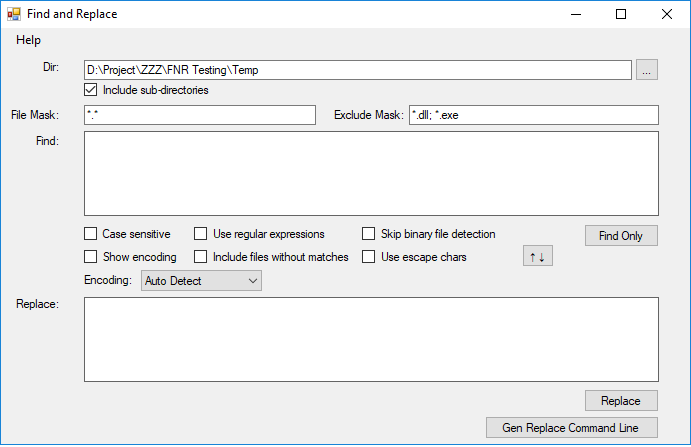 Find and Replace
Help
Dir: D:\Project\ZZZ\FNR Testing\Temp ...
Include sub-directories
File Mask: *.* Exclude Mask: *.dll; *.exe
Find:
Case sensitive Use regular expressions Skip binary file detection Find Only
Show encoding Include files without matches Use escape chars ↑↓
Encoding: Auto Detect
Replace:
Replace
Gen Replace Command Line